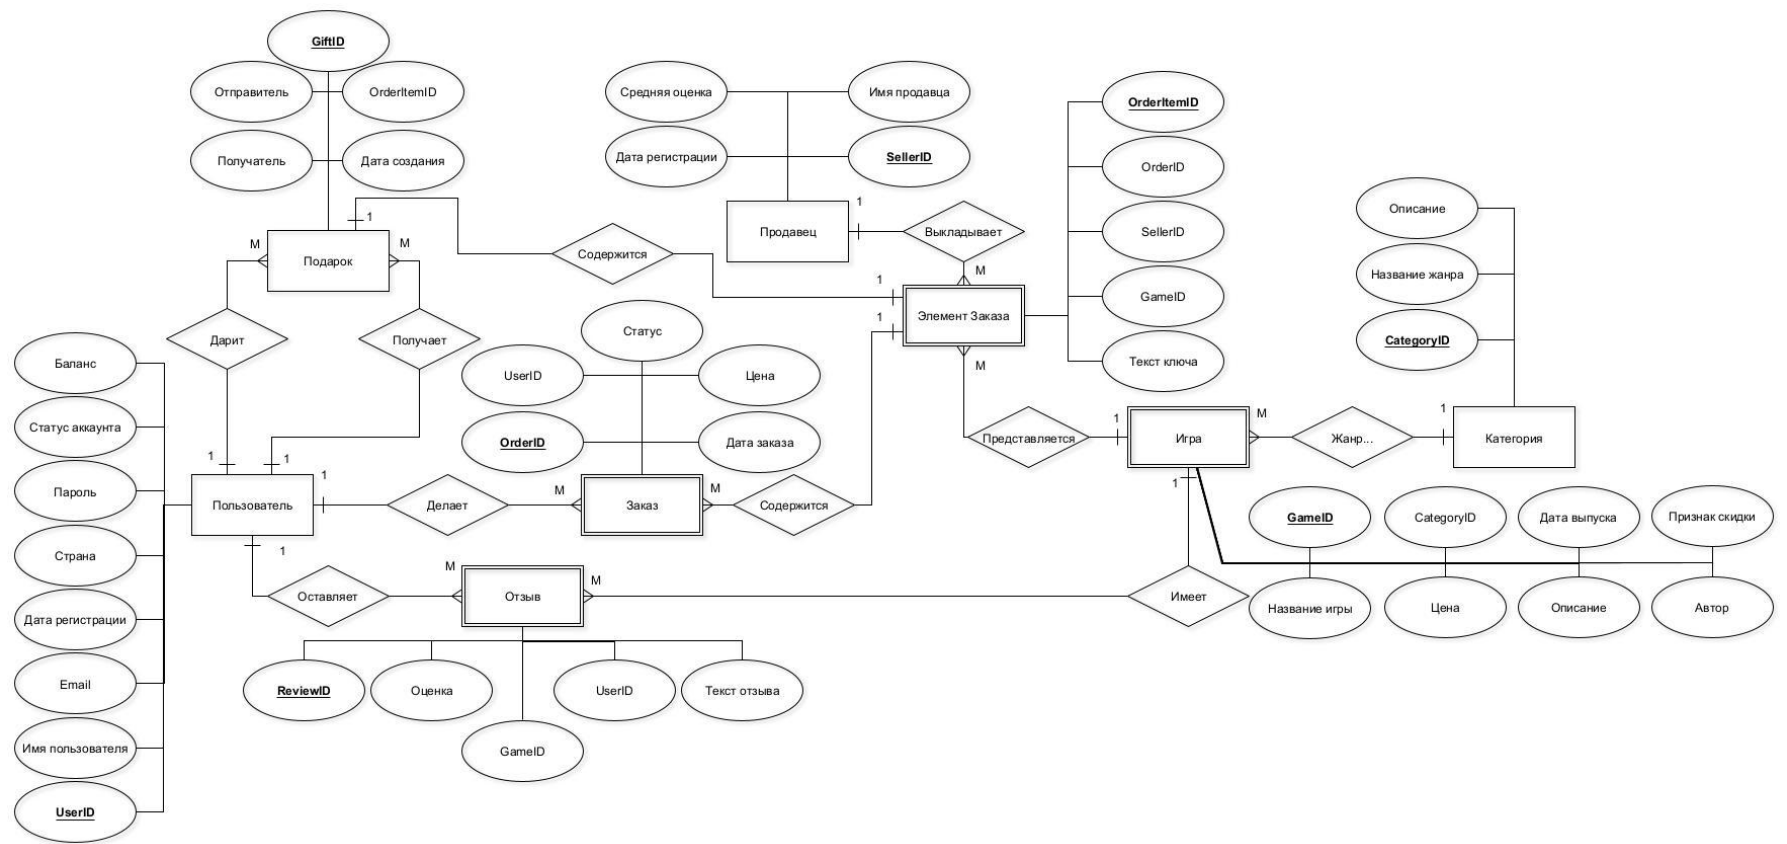 GiftID
Отправитель
OrderItemID
Получатель
Дата создания
Подарок
1
M
M
Дарит
Получает
1
1
Содержится
1
Средняя оценка
Имя продавца
Дата регистрации
SellerID
Продавец
1
Выкладывает
M
Элемент Заказа
1
M
OrderItemID
OrderID
SellerID
GameID
Текст ключа
Описание
Название жанра
CategoryID
Категория
1
Жанр...
M
Игра
1
Представляется
1
Статус
UserID
Цена
OrderID
Дата заказа
Заказ
M
M
Содержится
Делает
1
Пользователь
1
Баланс
Статус аккаунта
Пароль
Страна
Дата регистрации
Email
Имя пользователя
UserID
Оставляет
M
Отзыв
M
Имеет
ReviewID
Оценка
GameID
UserID
Текст отзыва
GameID
CategoryID
Дата выпуска
Признак скидки
Название игры
Цена
Описание
Автор